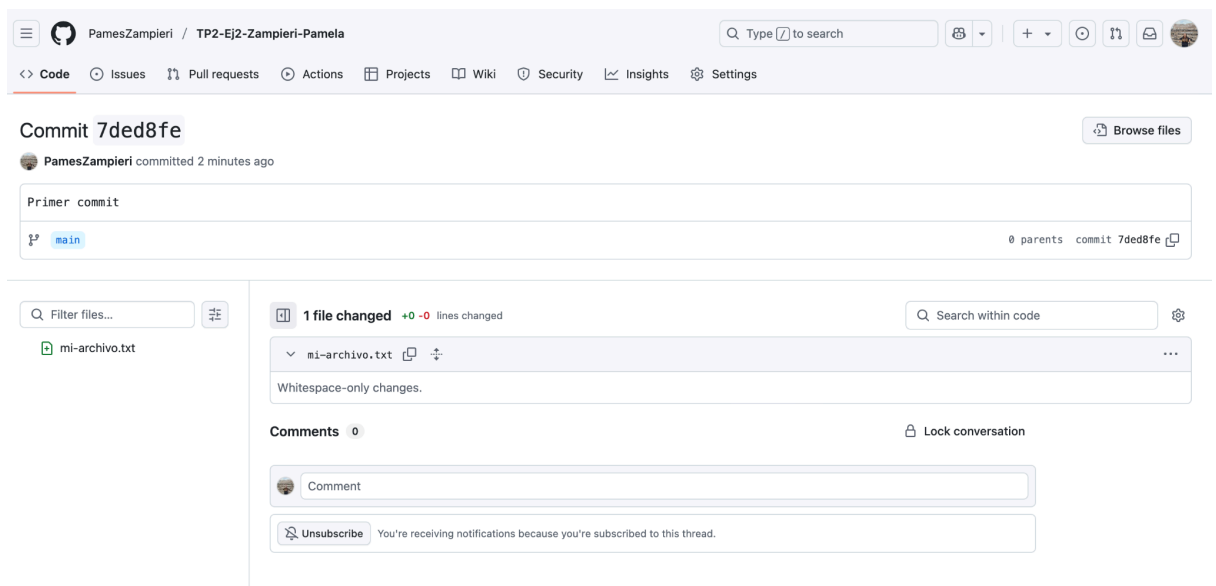 PamesZampieri / TP2-Ej2-Zampieri-Pamela
Type / to search
Code Issues Pull requests Actions Projects Wiki Security Insights Settings
Commit 7ded8fe
Browse files
PamesZampieri committed 2 minutes ago
Primer commit
main
0 parents commit 7ded8fe
Filter files...
mi-archivo.txt
1 file changed +0 -0 lines changed
Search within code
mi-archivo.txt
Whitespace-only changes.
Comments 0
Lock conversation
Comment
Unsubscribe You're receiving notifications because you're subscribed to this thread.